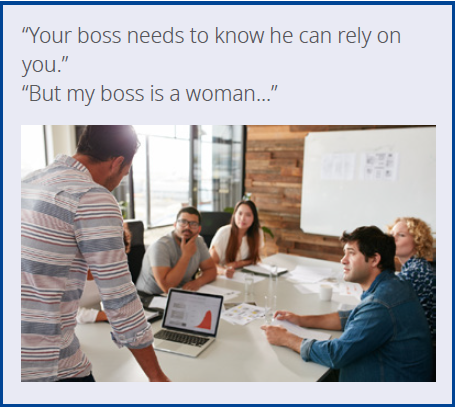 “Your boss needs to know he can rely on
you.”
“But my boss is a woman…”